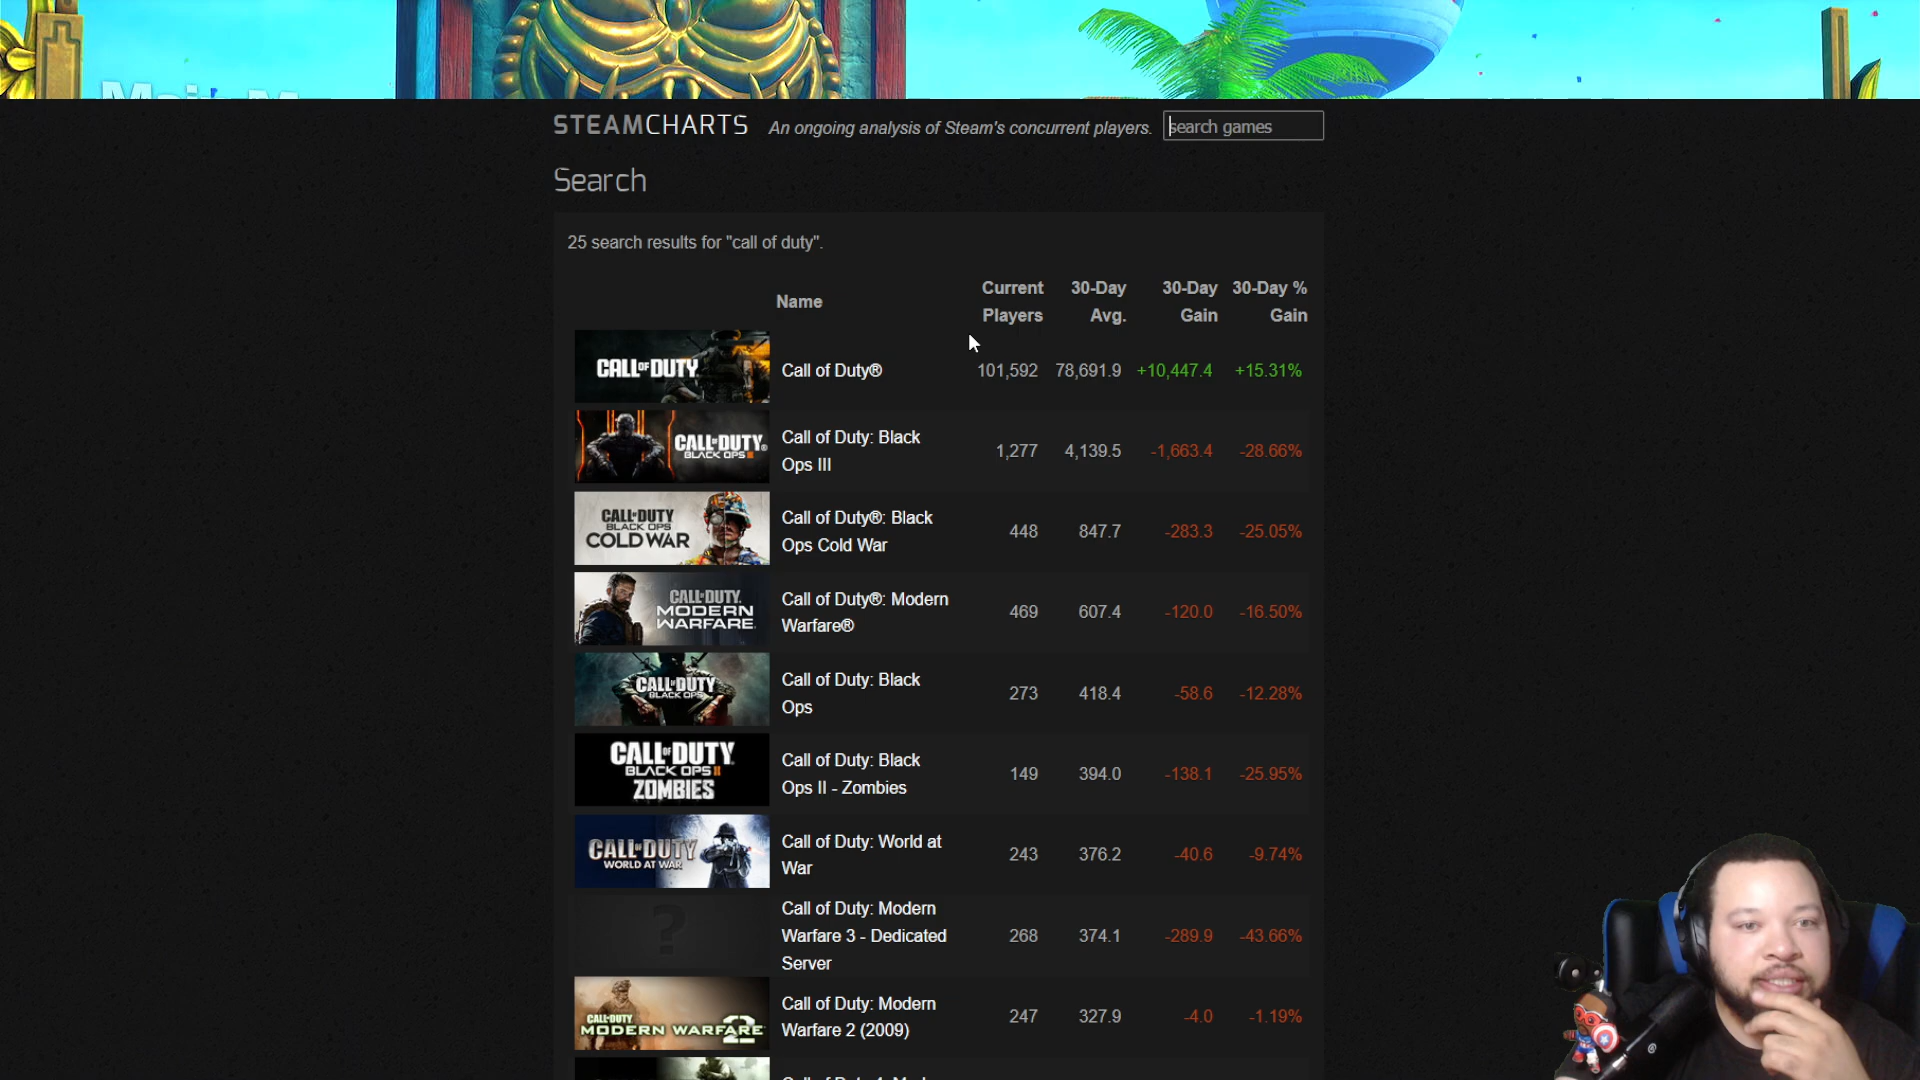 STEAMCHARTS An ongoing analysis of Steam's concurrent players. search games
Search
25 search results for "call of duty".
Name Current Players 30-Day Avg. 30-Day Gain 30-Day % Gain
CALL OF DUTY
Call of Duty® 101,592 78,691.9 +10,447.4 +15.31%
CALL OF DUTY®
BLACK OPS III
Call of Duty: Black
Ops III
1,277 4,139.5 -1,663.4 -28.66%
CALL OF DUTY
BLACK OPS
COLD WAR
Call of Duty®: Black
Ops Cold War
448 847.7 -283.3 -25.05%
CALL OF DUTY
MODERN
WARFARE
Call of Duty®: Modern
Warfare®
469 607.4 -120.0 -16.50%
CALL OF DUTY
BLACK OPS
Call of Duty: Black
Ops
273 418.4 -58.6 -12.28%
CALL OF DUTY
BLACK OPS II
ZOMBIES
Call of Duty: Black
Ops II - Zombies
149 394.0 -138.1 -25.95%
CALL OF DUTY
WORLD AT WAR
Call of Duty: World at
War
243 376.2 -40.6 -9.74%
?
Call of Duty: Modern
Warfare 3 - Dedicated
Server
268 374.1 -289.9 -43.66%
CALL OF DUTY
MODERN WARFARE 2
Call of Duty: Modern
Warfare 2 (2009)
247 327.9 -4.0 -1.19%